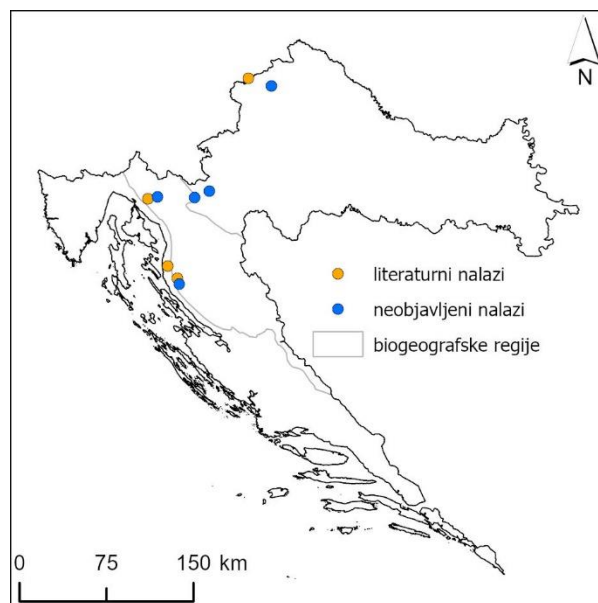 N
literaturni nalazi
neobjavljeni nalazi
biogeografske regije
0 75 150 km